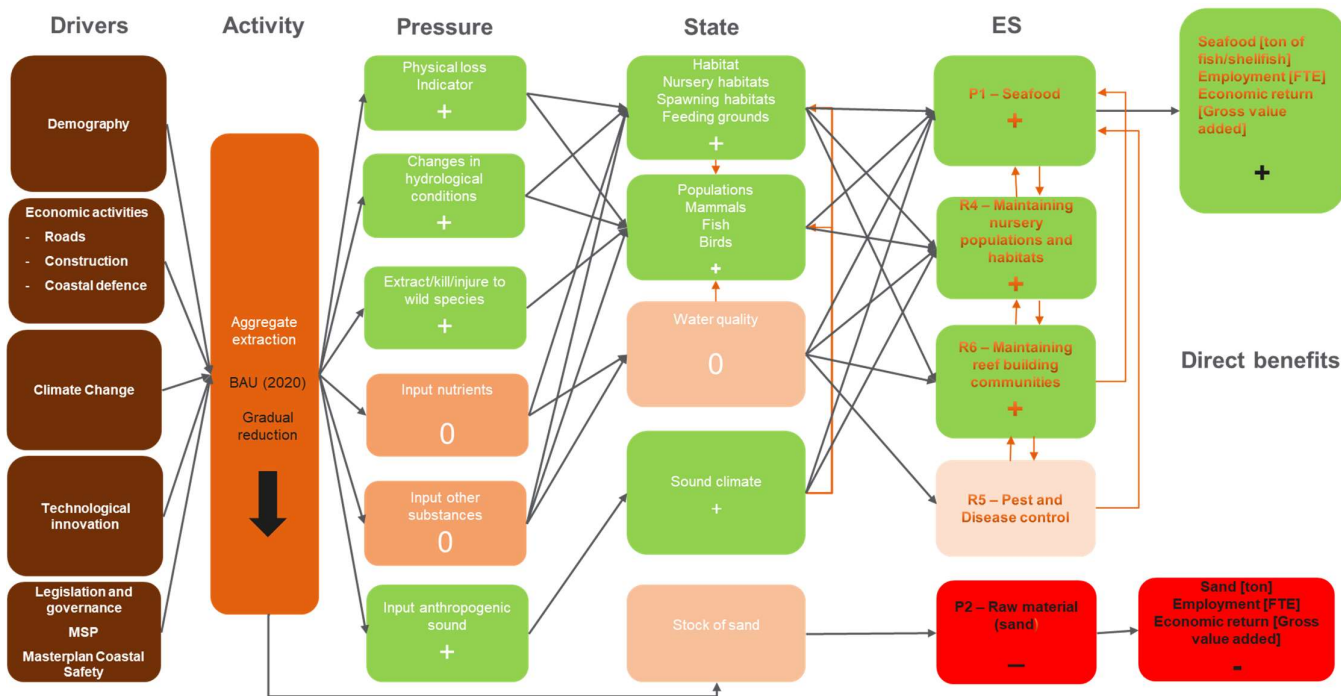 Drivers
Activity
Pressure
State
ES
Demography
Economic activities
- Roads
- Construction
- Coastal defence
Climate Change
Technological
innovation
Legislation and
governance
MSP
Masterplan Coastal
Safety
Aggregate
extraction
BAU (2020)
Gradual
reduction
Physical loss
Indicator
+
Changes in
hydrological
conditions
+
Extract/kill/injure to
wild species
+
Input nutrients
0
Input other
substances
0
Input anthropogenic
sound
+
Habitat
Nursery habitats
Spawning habitats
Feeding grounds
+
Populations
Mammals
Fish
Birds
+
Water quality
0
Sound climate
+
Stock of sand
P1 – Seafood
+
R4 – Maintaining
nursery
populations and
habitats
+
R6 – Maintaining
reef building
communities
+
R5 – Pest and
Disease control
P2 – Raw material
(sand)
–
Seafood [ton of
fish/shellfish]
Employment [FTE]
Economic return
[Gross value
added]
+
Direct benefits
Sand [ton]
Employment [FTE]
Economic return [Gross
value added]
-